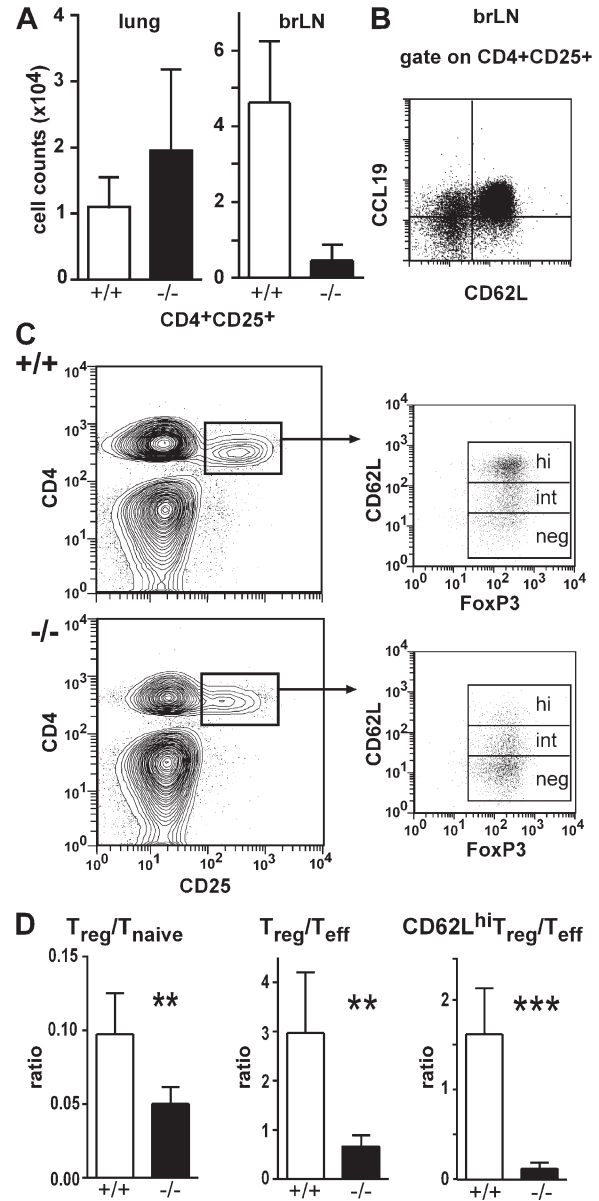 A lung brLN
cell counts (x10⁴)
4
3
2
1
0
6
4
2
0
+/+ -/- +/+ -/-
CD4⁺CD25⁺
B brLN
gate on CD4+CD25+
CCL19
CD62L
C
+/+
CD4
10⁴
10³
10²
10¹
10⁰
CD62L
10⁴
10³
10²
10¹
10⁰
hi
int
neg
10⁰ 10¹ 10² 10³ 10⁴
FoxP3
-/-
CD4
10⁴
10³
10²
10¹
10⁰
10⁰ 10¹ 10² 10³ 10⁴
CD25
CD62L
10⁴
10³
10²
10¹
10⁰
hi
int
neg
10⁰ 10¹ 10² 10³ 10⁴
FoxP3
D Treg/Tnaive Treg/Teff CD62LhiTreg/Teff
ratio
0.15
0.10
0.05
0.00
**
+/+ -/-
ratio
4
3
2
1
0
**
+/+ -/-
ratio
2
1
0
***
+/+ -/-